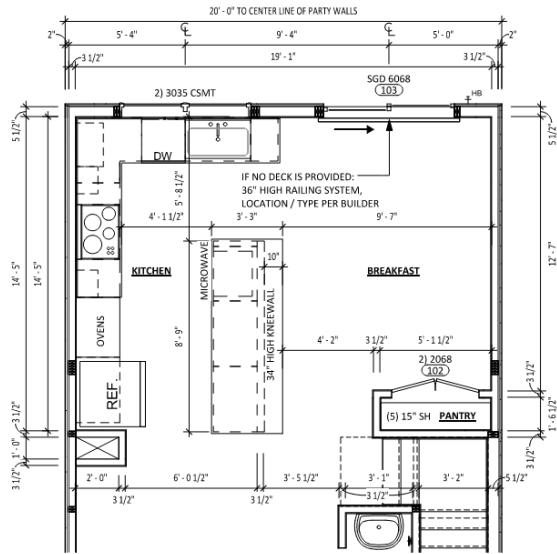 20' - 0" TO CENTER LINE OF PARTY WALLS
2"
5' - 4"
9' - 4"
5' - 0"
2"
3 1/2"
19' - 1"
3 1/2"
2) 3035 CSMT
SGD 6068
103
HB
5 1/2"
5 1/2"
DW
IF NO DECK IS PROVIDED:
36" HIGH RAILING SYSTEM,
LOCATION / TYPE PER BUILDER
5' - 8 1/2"
4' - 1 1/2"
3' - 3"
9' - 7"
14' - 5"
14' - 5"
12' - 7"
KITCHEN
MICROWAVE
10"
BREAKFAST
OVENS
8' - 9"
34" HIGH KNEEWALL
4' - 2"
3 1/2"
5' - 1 1/2"
2) 2068
102
3 1/2"
REF.
(5) 15" SH PANTRY
1' - 6 1/2"
3 1/2"
1' - 0"
3 1/2"
3 1/2"
2' - 0"
6' - 0 1/2"
3' - 5 1/2"
3' - 1"
3' - 2"
5 1/2"
3 1/2"
3 1/2"
3 1/2"